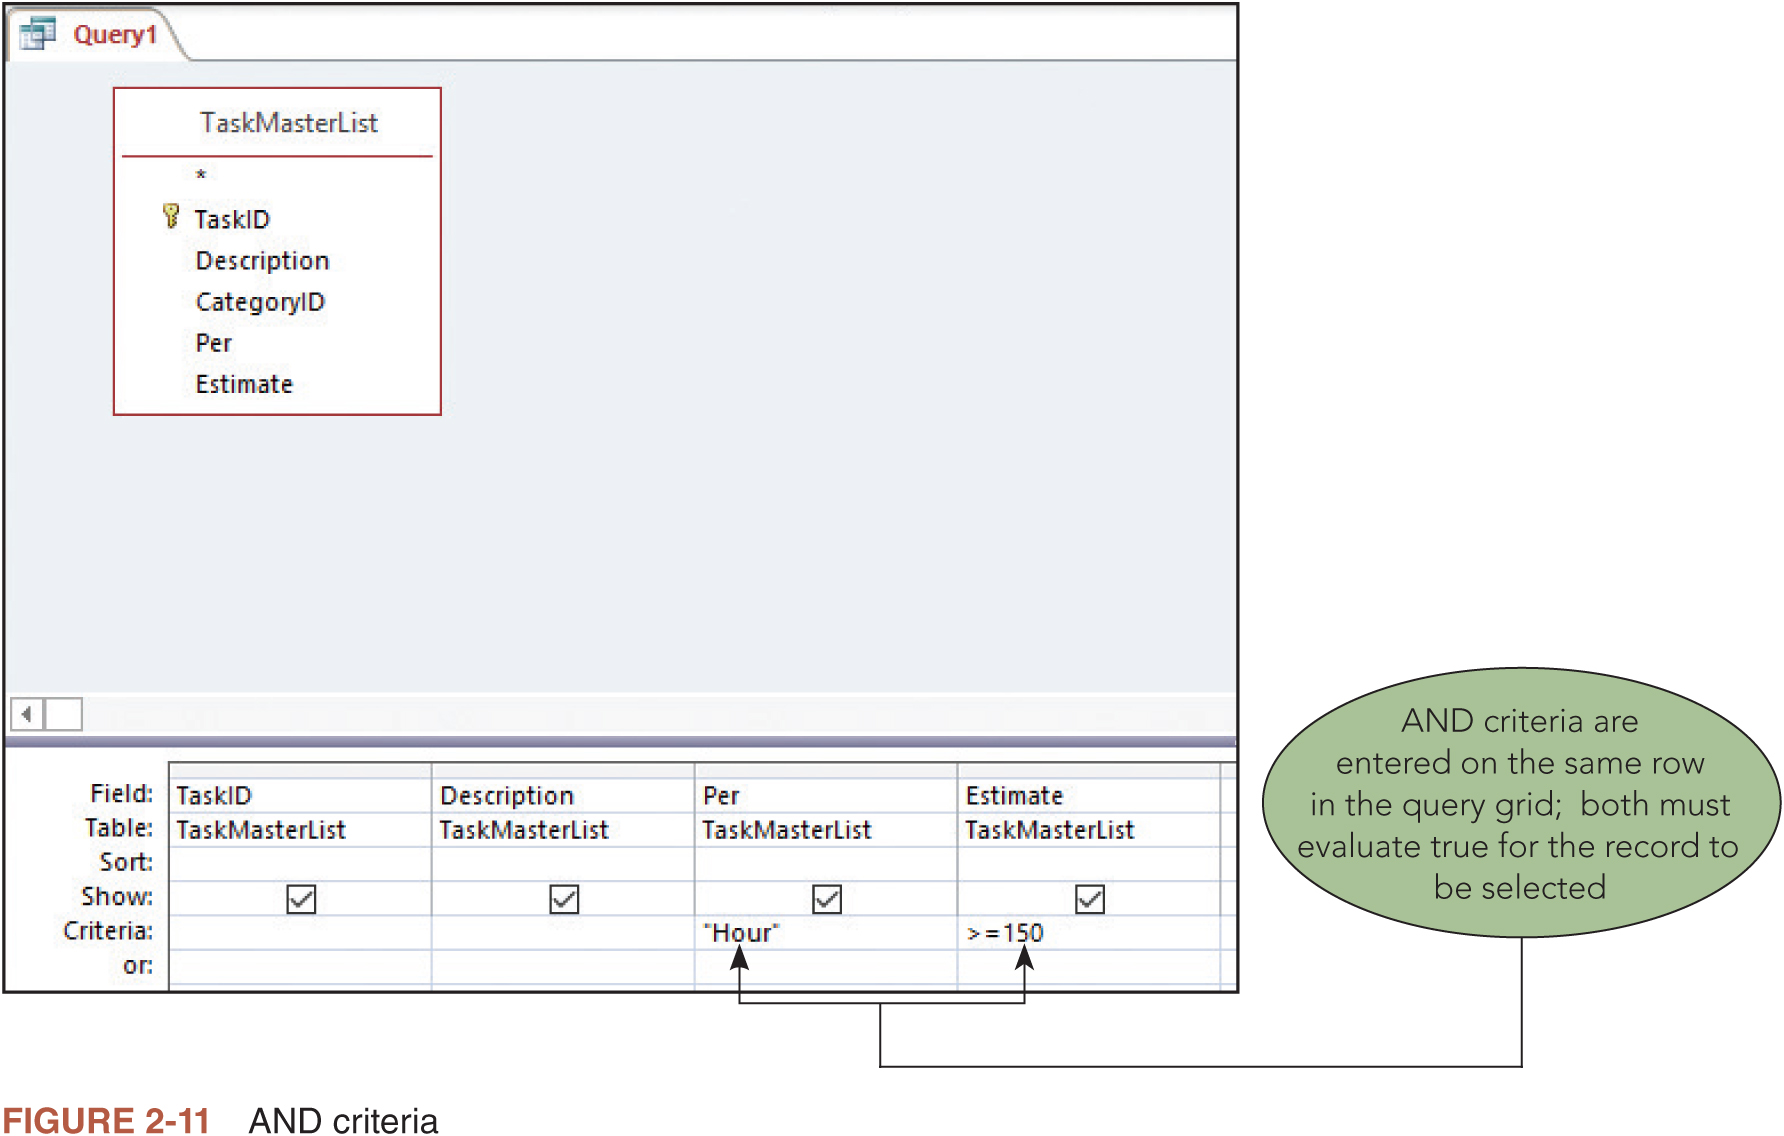 Query1
TaskMasterList
*
TaskID
Description
CategoryID
Per
Estimate
Field: TaskID Description Per Estimate
Table: TaskMasterList TaskMasterList TaskMasterList TaskMasterList
Sort:
Show:
Criteria: "Hour" >=150
or:
AND criteria are
entered on the same row
in the query grid; both must
evaluate true for the record to
be selected
FIGURE 2-11 AND criteria